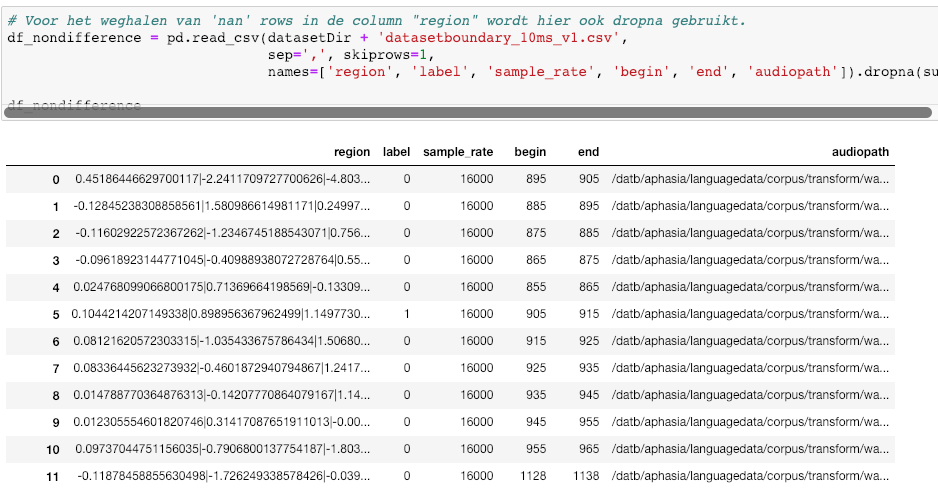 # Voor het weghalen van 'nan' rows in de column "region" wordt hier ook dropna gebruikt.
df_nondifference = pd.read_csv(datasetDir + 'datasetboundary_10ms_v1.csv',
sep=',', skiprows=1,
names=['region', 'label', 'sample_rate', 'begin', 'end', 'audiopath']).dropna(su
df_nondifference
region label sample_rate begin end audiopath
0 0.45186446629700117|-2.2411709727700626|-4.803... 0 16000 895 905 /datb/aphasia/languagedata/corpus/transform/wa...
1 -0.12845238308858561|1.580986614981171|0.24997... 0 16000 885 895 /datb/aphasia/languagedata/corpus/transform/wa...
2 -0.11602922572367262|-1.2346745188543071|0.756... 0 16000 875 885 /datb/aphasia/languagedata/corpus/transform/wa...
3 -0.09618923144771045|-0.40988938072728764|0.55... 0 16000 865 875 /datb/aphasia/languagedata/corpus/transform/wa...
4 0.024768099066800175|0.71369664198569|-0.13309... 0 16000 855 865 /datb/aphasia/languagedata/corpus/transform/wa...
5 0.1044214207149338|0.898956367962499|1.1497730... 1 16000 905 915 /datb/aphasia/languagedata/corpus/transform/wa...
6 0.08121620572303315|-1.035433675786434|1.50680... 0 16000 915 925 /datb/aphasia/languagedata/corpus/transform/wa...
7 0.08336445623273932|-0.4601872940794867|1.2417... 0 16000 925 935 /datb/aphasia/languagedata/corpus/transform/wa...
8 0.014788770364876313|-0.14207770864079167|1.14... 0 16000 935 945 /datb/aphasia/languagedata/corpus/transform/wa...
9 0.012305554601820746|0.31417087651911013|-0.00... 0 16000 945 955 /datb/aphasia/languagedata/corpus/transform/wa...
10 0.09737044751156035|-0.7906800137754187|-1.803... 0 16000 955 965 /datb/aphasia/languagedata/corpus/transform/wa...
11 -0.11878458855630498|-1.726249338578426|-0.039... 0 16000 1128 1138 /datb/aphasia/languagedata/corpus/transform/wa...